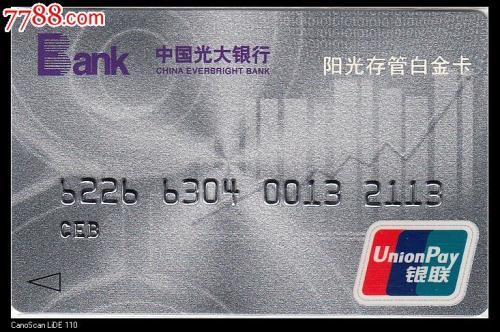 7788.com
Bank 中国光大银行
CHINA EVERBRIGHT BANK
阳光存管白金卡
6226 6304 0013 2113
CEB
UnionPay
银联
CanoScan LiDE 110